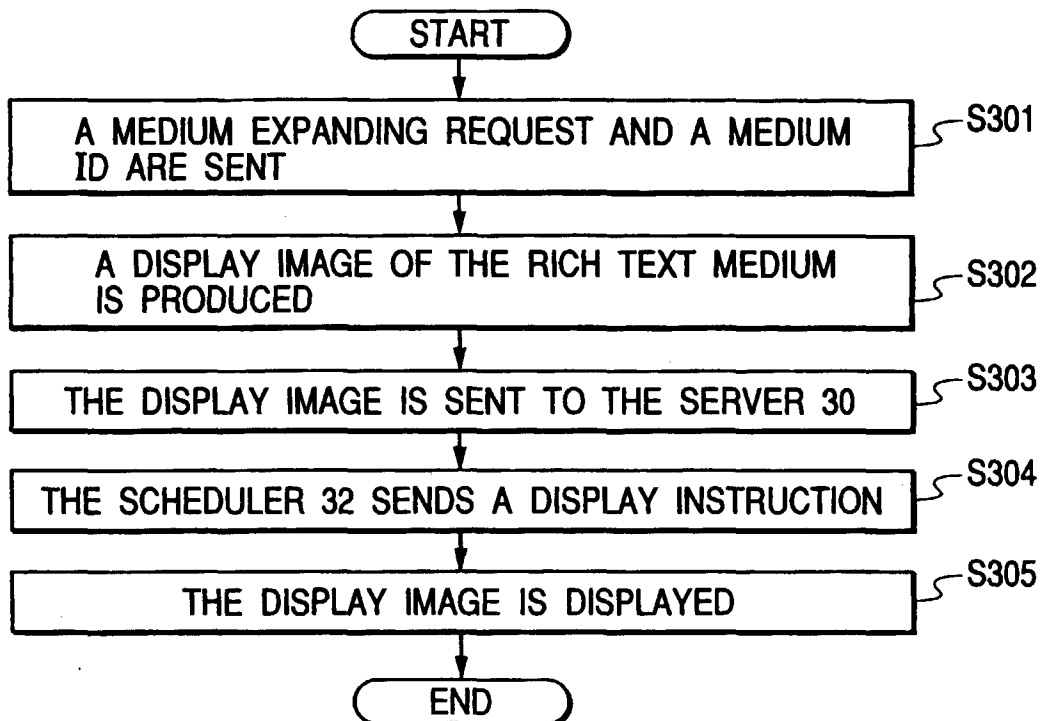 START
A MEDIUM EXPANDING REQUEST AND A MEDIUM
ID ARE SENT
S301
A DISPLAY IMAGE OF THE RICH TEXT MEDIUM
IS PRODUCED
S302
THE DISPLAY IMAGE IS SENT TO THE SERVER 30
S303
THE SCHEDULER 32 SENDS A DISPLAY INSTRUCTION
S304
THE DISPLAY IMAGE IS DISPLAYED
S305
END